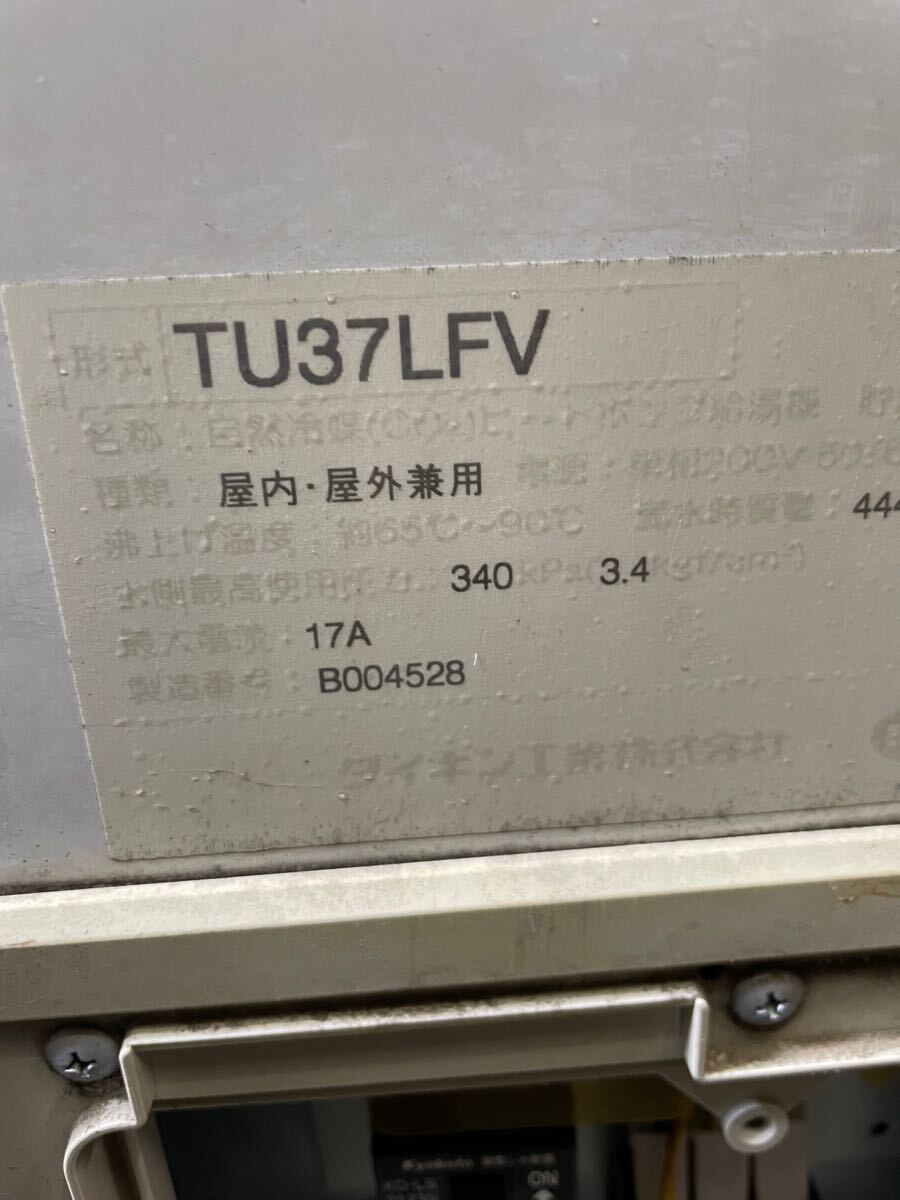 形式 TU37LFV
名称：自然冷媒(CO₂)ヒートポンプ給湯機 貯
種類：屋内・屋外兼用 電源：単相200V 50/6
沸上げ温度：約65℃～90℃ 満水時質量：444
水側最高使用圧力： 340 kPa( 3.4 kgf/cm²)
最大電流：17A
製造番号：B004528
ダイキン工業株式会社
ON